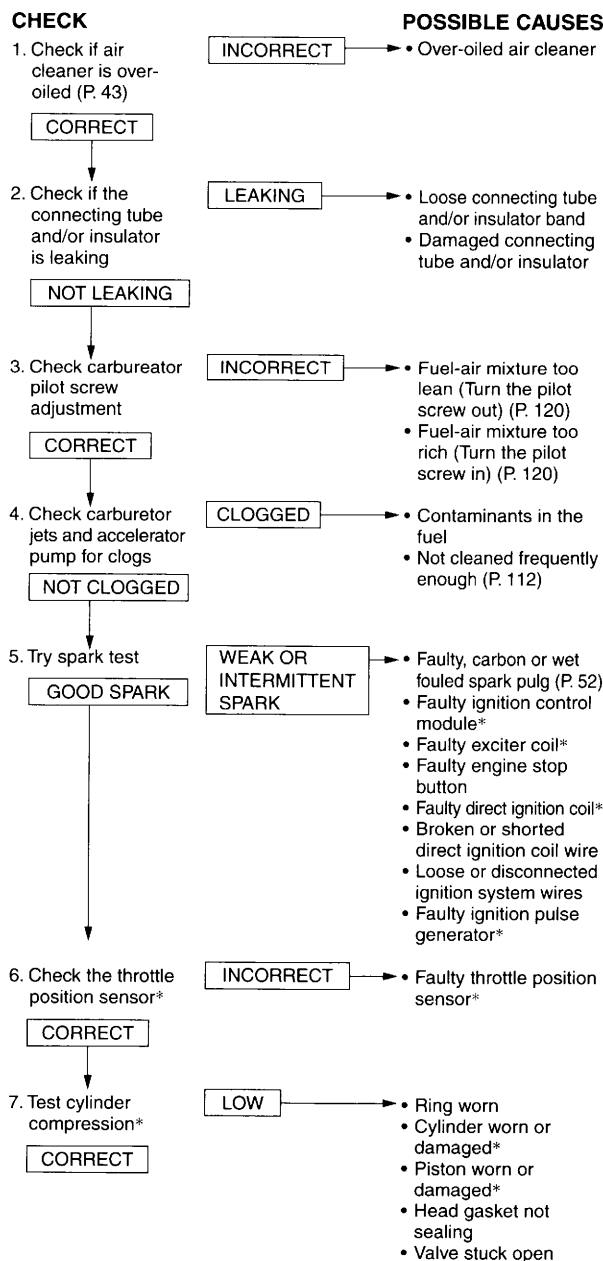 CHECK
POSSIBLE CAUSES
1. Check if air
cleaner is over-
oiled (P. 43)
INCORRECT
• Over-oiled air cleaner
CORRECT
2. Check if the
connecting tube
and/or insulator
is leaking
LEAKING
• Loose connecting tube
and/or insulator band
• Damaged connecting
tube and/or insulator
NOT LEAKING
3. Check carbureator
pilot screw
adjustment
INCORRECT
• Fuel-air mixture too
lean (Turn the pilot
screw out) (P. 120)
• Fuel-air mixture too
rich (Turn the pilot
screw in) (P. 120)
CORRECT
4. Check carburetor
jets and accelerator
pump for clogs
CLOGGED
• Contaminants in the
fuel
• Not cleaned frequently
enough (P. 112)
NOT CLOGGED
5. Try spark test
WEAK OR
INTERMITTENT
SPARK
• Faulty, carbon or wet
fouled spark pulg (P. 52)
• Faulty ignition control
module*
• Faulty exciter coil*
• Faulty engine stop
button
• Faulty direct ignition coil*
• Broken or shorted
direct ignition coil wire
• Loose or disconnected
ignition system wires
• Faulty ignition pulse
generator*
GOOD SPARK
6. Check the throttle
position sensor*
INCORRECT
• Faulty throttle position
sensor*
CORRECT
7. Test cylinder
compression*
LOW
• Ring worn
• Cylinder worn or
damaged*
• Piston worn or
damaged*
• Head gasket not
sealing
• Valve stuck open
CORRECT